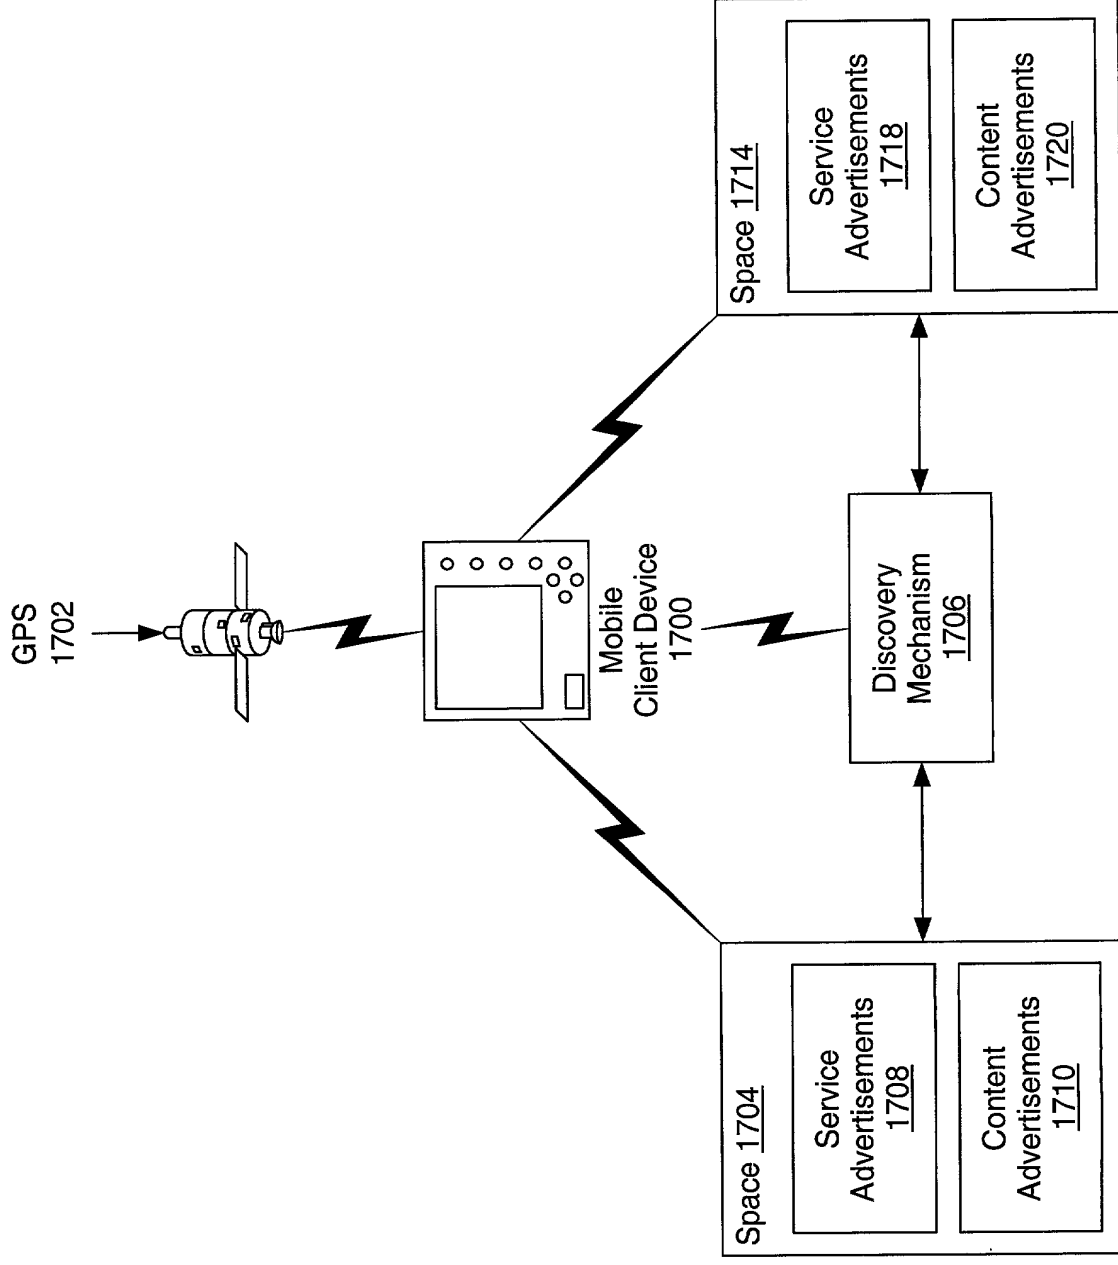 GPS
1702
Mobile
Client Device
1700
Discovery
Mechanism
1706
Space 1704
Service
Advertisements
1708
Content
Advertisements
1710
Space 1714
Service
Advertisements
1718
Content
Advertisements
1720